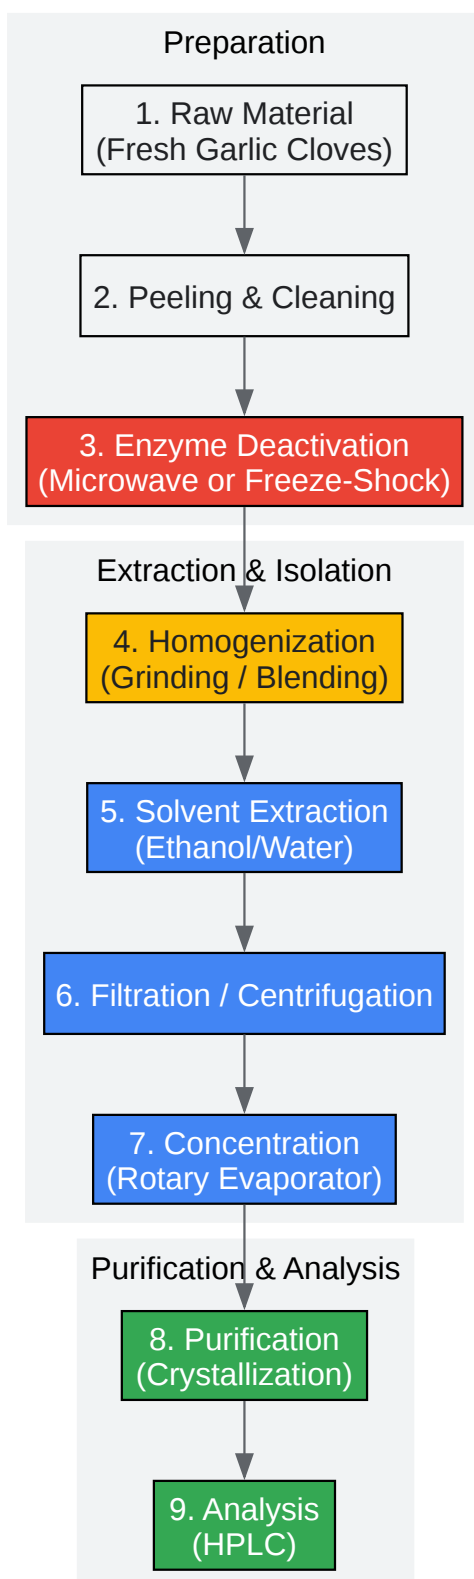 Preparation
1. Raw Material
(Fresh Garlic Cloves)
2. Peeling & Cleaning
3. Enzyme Deactivation
(Microwave or Freeze-Shock)
Extraction & Isolation
4. Homogenization
(Grinding / Blending)
5. Solvent Extraction
(Ethanol/Water)
6. Filtration / Centrifugation
7. Concentration
(Rotary Evaporator)
Purification & Analysis
8. Purification
(Crystallization)
9. Analysis
(HPLC)